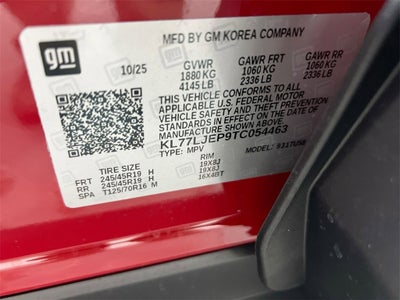 gm
MFD BY GM KOREA COMPANY
10/25 GVWR GAWR FRT GAWR RR
1880 KG 1060 KG 1060 KG
4145 LB 2336 LB 2336 LB
THIS VEHICLE CONFORMS TO ALL
APPLICABLE U.S. FEDERAL MOTOR
VEHICLE SAFETY AND THEFT
PREVENTION STANDARDS IN EFFECT
ON THE DATE OF MANUFACTURE
SHOWN ABOVE.
KL77LJEP9TC054463
TYPE: MPV MODEL:
TIRE SIZE RIM
FRT 245/45R19 H 19X8J
RR 245/45R19 H 19X8J
SPA T125/70R16 M 16X4BT